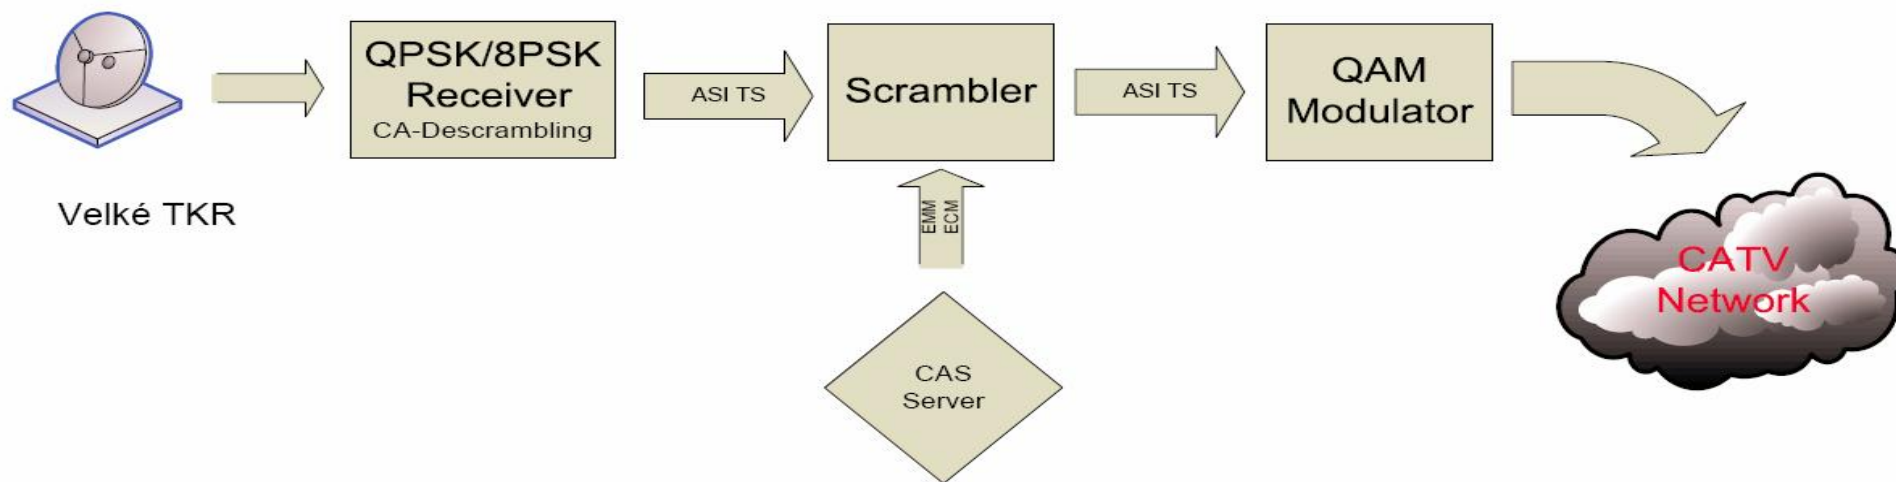 QPSK/8PSK
Receiver
CA-Descrambling
ASI TS
Scrambler
ASI TS
QAM
Modulator
Velké TKR
EMM
ECM
CAS
Server
CATV
Network